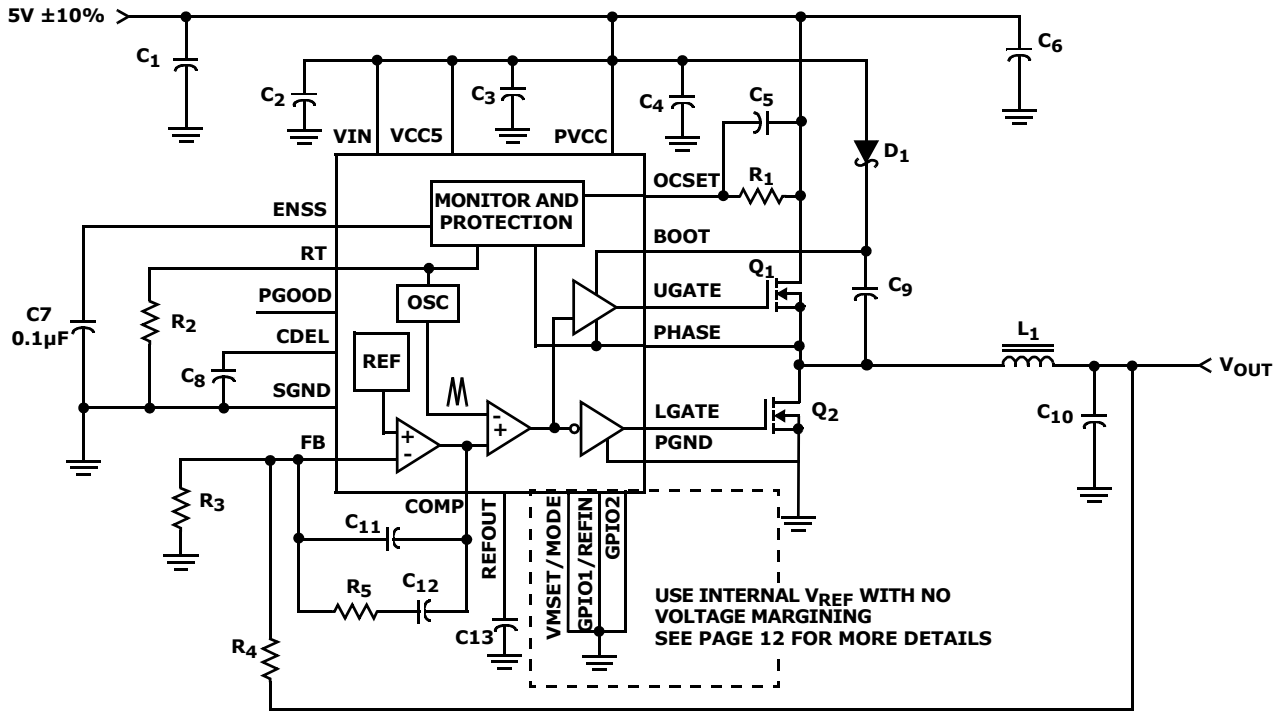 5V ±10%
C1
C6
C2
C3
C4
C5
VIN
VCC5
PVCC
D1
OCSET
R1
MONITOR AND
PROTECTION
ENSS
BOOT
RT
Q1
OSC
UGATE
C9
PGOOD
C7
0.1µF
R2
PHASE
L1
CDEL
REF
VOUT
C8
SGND
LGATE
Q2
C10
+
-
-
+
FB
PGND
R3
COMP
REFOUT
VMSET/MODE
GPIO1/REFIN
GPIO2
C11
R5
C12
C13
USE INTERNAL VREF WITH NO
VOLTAGE MARGINING
SEE PAGE 12 FOR MORE DETAILS
R4